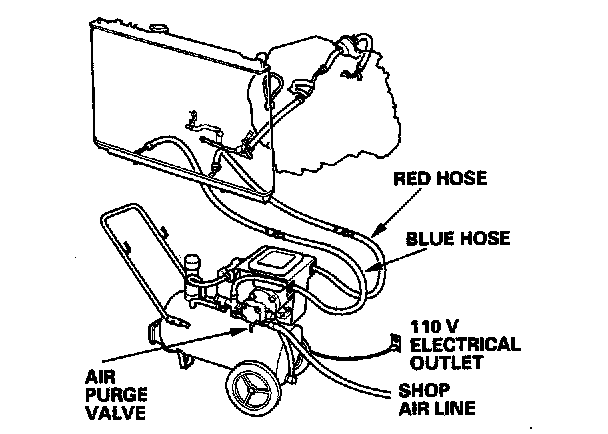 RED HOSE
BLUE HOSE
110 V
ELECTRICAL
OUTLET
SHOP
AIR LINE
AIR
PURGE
VALVE